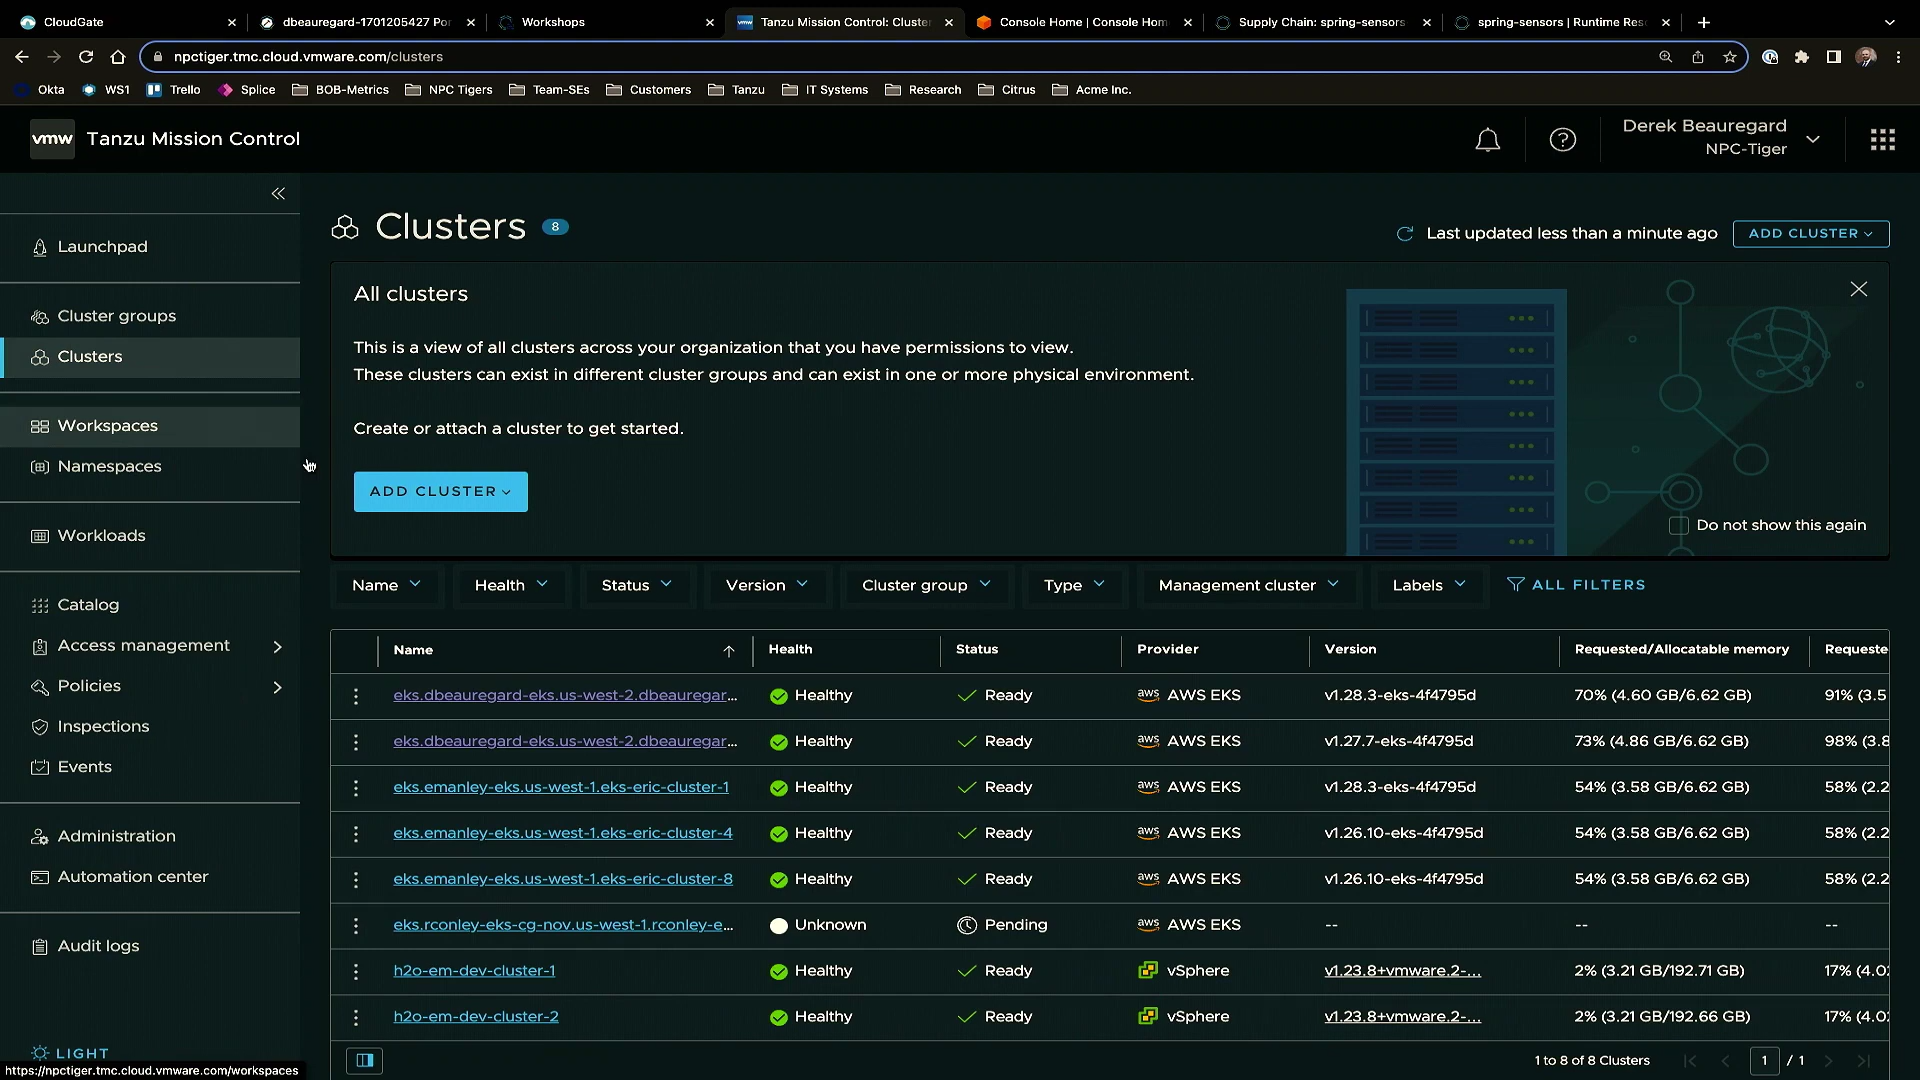 CloudGate
dbeauregard-1701205427 Por
Workshops
Tanzu Mission Control: Cluster
Console Home | Console Hom
Supply Chain: spring-sensors
spring-sensors | Runtime Res
npctiger.tmc.cloud.vmware.com/clusters
Okta
WS1
Trello
Splice
BOB-Metrics
NPC Tigers
Team-SEs
Customers
Tanzu
IT Systems
Research
Citrus
Acme Inc.
vmw
Tanzu Mission Control
Derek Beauregard
NPC-Tiger
Launchpad
Cluster groups
Clusters
Workspaces
Namespaces
Workloads
Catalog
Access management
Policies
Inspections
Events
Administration
Automation center
Audit logs
LIGHT
https://npctiger.tmc.cloud.vmware.com/workspaces
Clusters 8
Last updated less than a minute ago
ADD CLUSTER
All clusters
This is a view of all clusters across your organization that you have permissions to view.
These clusters can exist in different cluster groups and can exist in one or more physical environment.
Create or attach a cluster to get started.
ADD CLUSTER
Do not show this again
Name Health Status Version Cluster group Type Management cluster Labels ALL FILTERS
Name Health Status Provider Version Requested/Allocatable memory Requeste
eks.dbeauregard-eks.us-west-2.dbeauregar... Healthy Ready aws AWS EKS v1.28.3-eks-4f4795d 70% (4.60 GB/6.62 GB) 91% (3.5
eks.dbeauregard-eks.us-west-2.dbeauregar... Healthy Ready aws AWS EKS v1.27.7-eks-4f4795d 73% (4.86 GB/6.62 GB) 98% (3.8
eks.emanley-eks.us-west-1.eks-eric-cluster-1 Healthy Ready aws AWS EKS v1.28.3-eks-4f4795d 54% (3.58 GB/6.62 GB) 58% (2.2
eks.emanley-eks.us-west-1.eks-eric-cluster-4 Healthy Ready aws AWS EKS v1.26.10-eks-4f4795d 54% (3.58 GB/6.62 GB) 58% (2.2
eks.emanley-eks.us-west-1.eks-eric-cluster-8 Healthy Ready aws AWS EKS v1.26.10-eks-4f4795d 54% (3.58 GB/6.62 GB) 58% (2.2
eks.rconley-eks-cg-nov.us-west-1.rconley-e... Unknown Pending aws AWS EKS -- -- --
h2o-em-dev-cluster-1 Healthy Ready vSphere v1.23.8+vmware.2-... 2% (3.21 GB/192.71 GB) 17% (4.02
h2o-em-dev-cluster-2 Healthy Ready vSphere v1.23.8+vmware.2-... 2% (3.21 GB/192.66 GB) 17% (4.02
1 to 8 of 8 Clusters
1 / 1